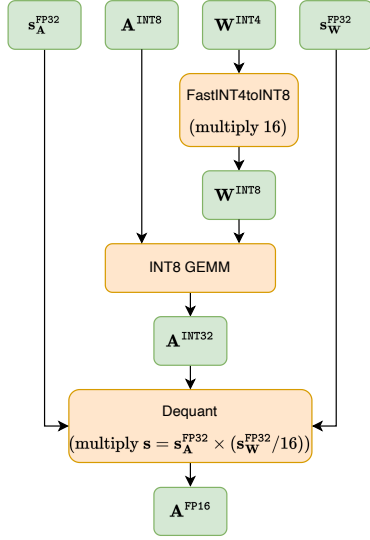 s_A^FP32
A^INT8
W^INT4
s_W^FP32
FastINT4toINT8
(multiply 16)
W^INT8
INT8 GEMM
A^INT32
Dequant
(multiply s = s_A^FP32 × (s_W^FP32/16))
A^FP16